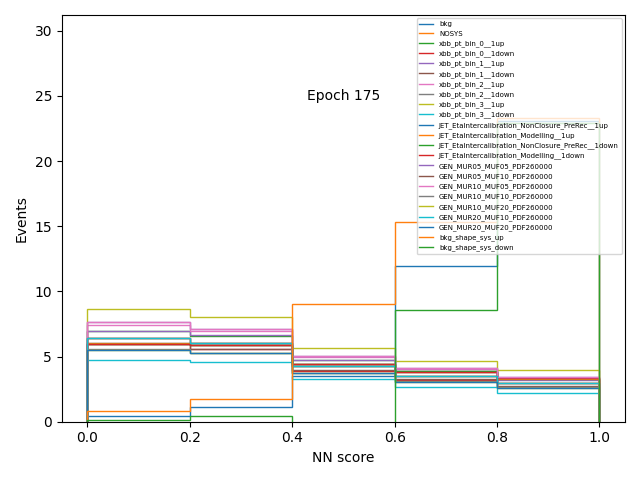 30
25
20
15
10
5
0
Events
Epoch 175
bkg
NOSYS
xbb_pt_bin_0__1up
xbb_pt_bin_0__1down
xbb_pt_bin_1__1up
xbb_pt_bin_1__1down
xbb_pt_bin_2__1up
xbb_pt_bin_2__1down
xbb_pt_bin_3__1up
xbb_pt_bin_3__1down
JET_EtaIntercalibration_NonClosure_PreRec__1up
JET_EtaIntercalibration_Modelling__1up
JET_EtaIntercalibration_NonClosure_PreRec__1down
JET_EtaIntercalibration_Modelling__1down
GEN_MUR05_MUF05_PDF260000
GEN_MUR05_MUF10_PDF260000
GEN_MUR10_MUF05_PDF260000
GEN_MUR10_MUF10_PDF260000
GEN_MUR10_MUF20_PDF260000
GEN_MUR20_MUF10_PDF260000
GEN_MUR20_MUF20_PDF260000
bkg_shape_sys_up
bkg_shape_sys_down
0.0 0.2 0.4 0.6 0.8 1.0
NN score